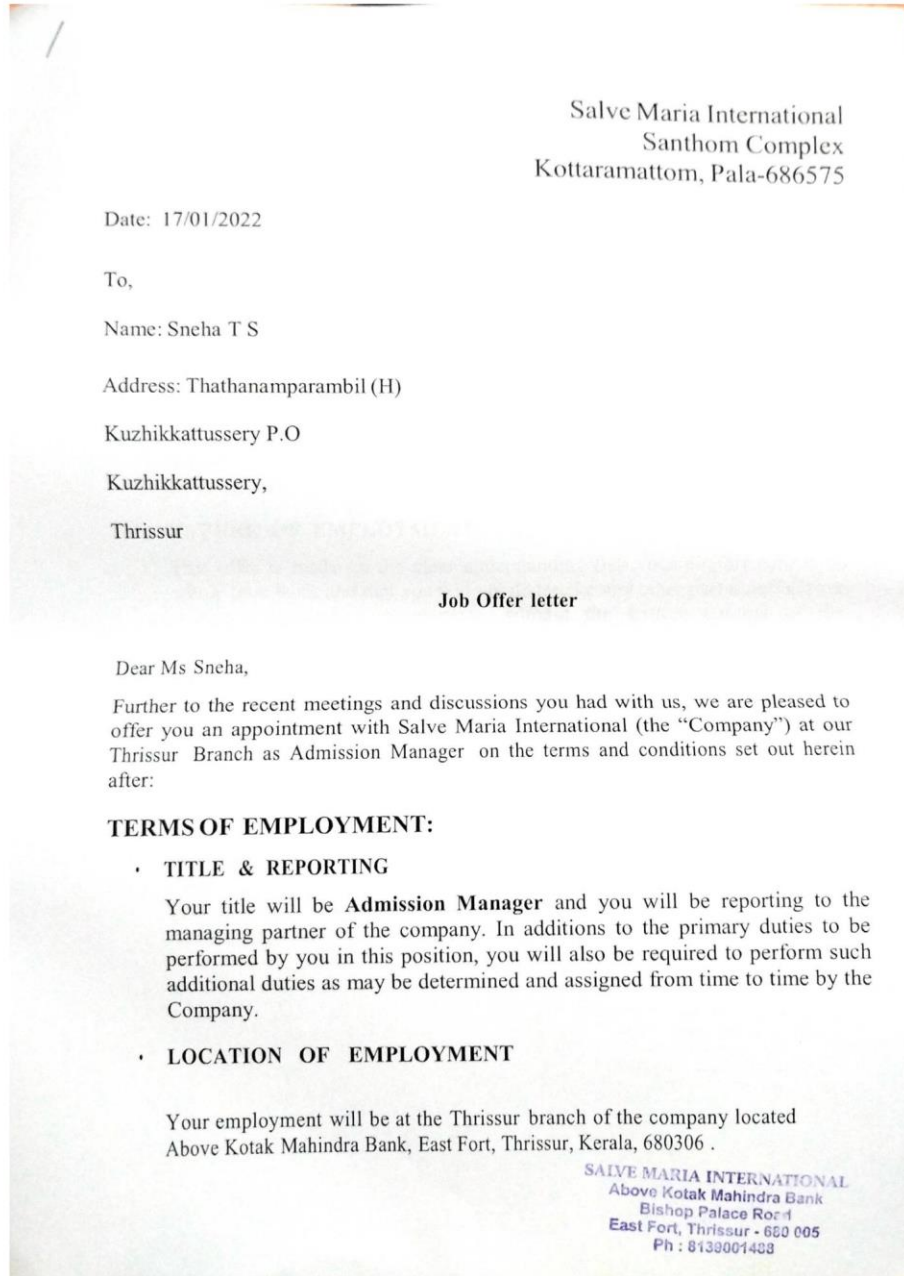 Salve Maria International
Santhom Complex
Kottaramattom, Pala-686575
Date: 17/01/2022
To,
Name: Sneha T S
Address: Thathanamparambil (H)
Kuzhikkattussery P.O
Kuzhikkattussery,
Thrissur
Job Offer letter
Dear Ms Sneha,
Further to the recent meetings and discussions you had with us, we are pleased to
offer you an appointment with Salve Maria International (the “Company”) at our
Thrissur Branch as Admission Manager on the terms and conditions set out herein
after:
TERMS OF EMPLOYMENT:
· TITLE & REPORTING
Your title will be Admission Manager and you will be reporting to the
managing partner of the company. In additions to the primary duties to be
performed by you in this position, you will also be required to perform such
additional duties as may be determined and assigned from time to time by the
Company.
· LOCATION OF EMPLOYMENT
Your employment will be at the Thrissur branch of the company located
Above Kotak Mahindra Bank, East Fort, Thrissur, Kerala, 680306 .
SALVE MARIA INTERNATIONAL
Above Kotak Mahindra Bank
Bishop Palace Road
East Fort, Thrissur - 680 005
Ph :